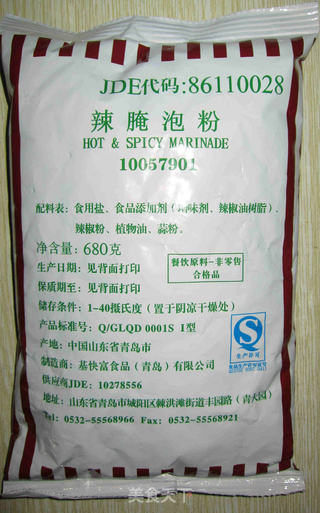 JDE代码:86110028
辣腌泡粉
HOT & SPICY MARINADE
10057901
配料表: 食用盐、食品添加剂(增味剂、辣椒油树脂)、
辣椒粉、植物油、蒜粉。
净含量: 680克
生产日期: 见背面打印
保质期至: 见背面打印
餐饮原料-非零售
合格品
储存条件: 1-40摄氏度 (置于阴凉干燥处)
产品标准号: Q/GLQD 0001S I型
产地: 中国山东省青岛市
制造商: 基快富食品(青岛)有限公司
供应商JDE: 10278556
生产许可
地址: 山东省青岛市城阳区棘洪滩街道丰园路(青大园)
Tel: 0532-55568966 Fax: 0532-55568921
美食天下